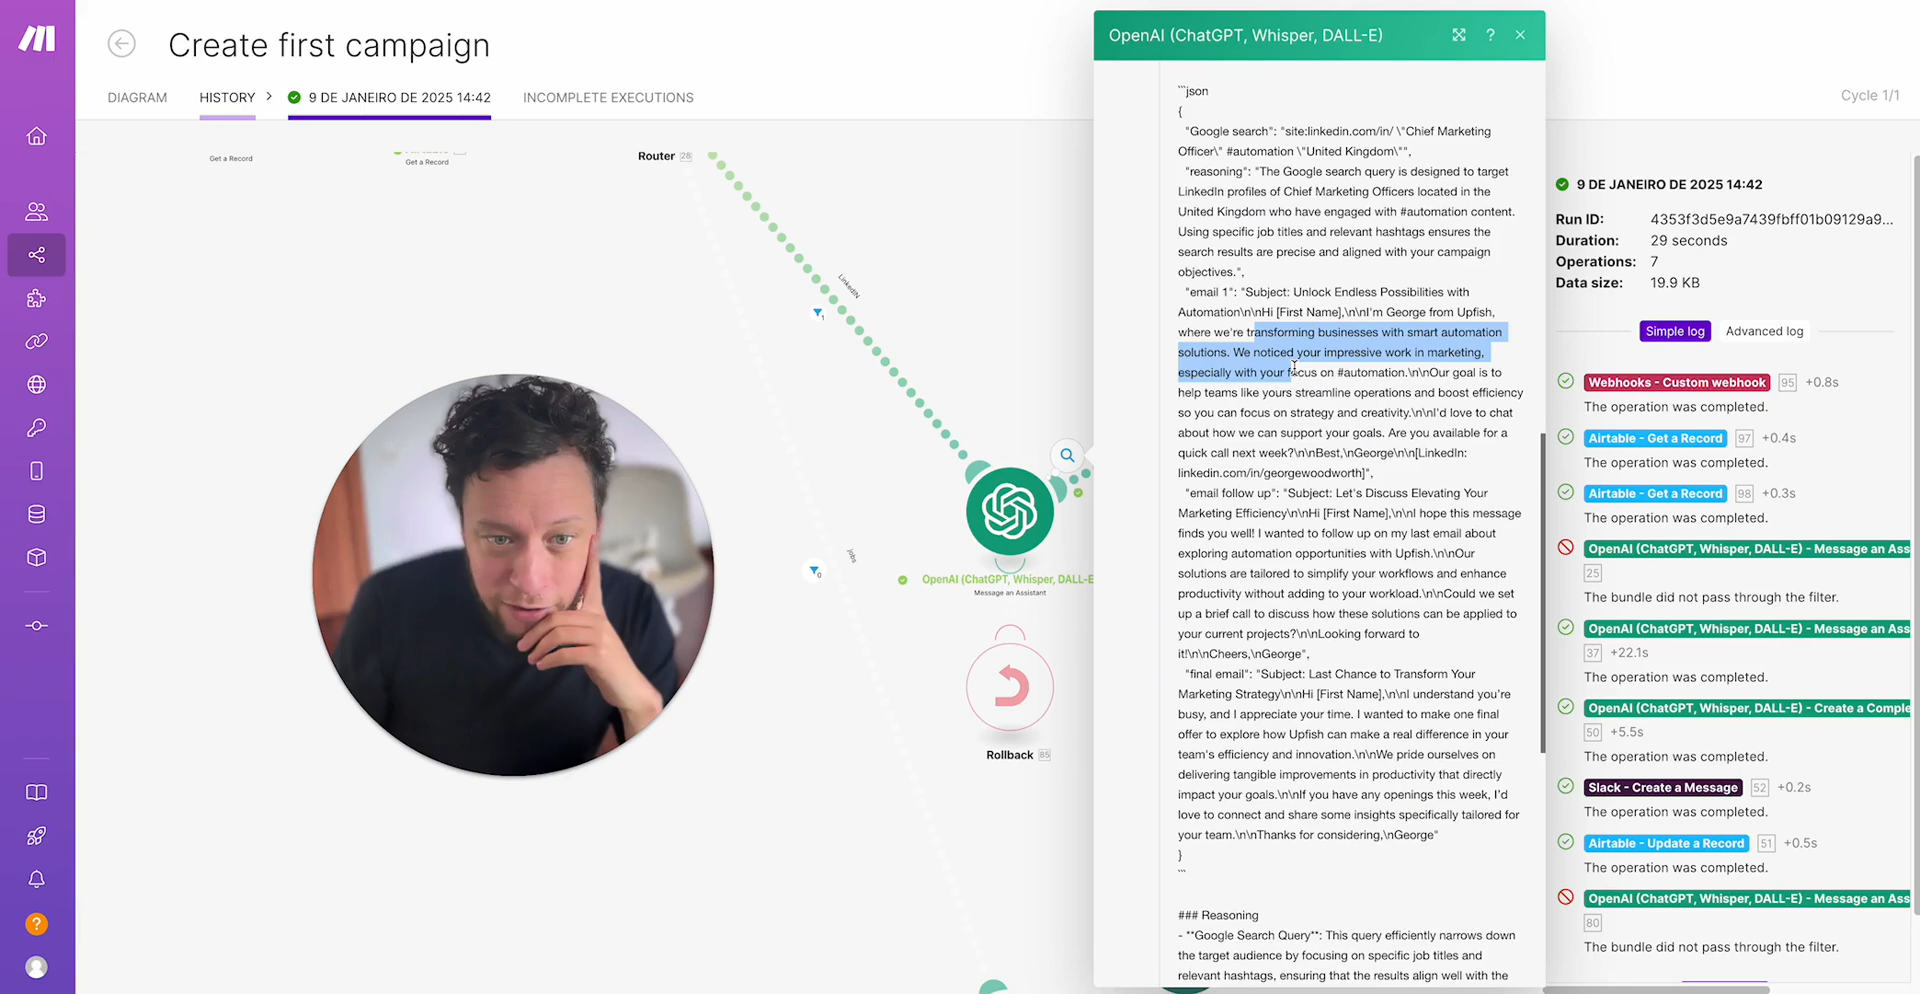 Create first campaign
DIAGRAM
HISTORY
9 DE JANEIRO DE 2025 14:42
INCOMPLETE EXECUTIONS
Cycle 1/1
Get a Record
Get a Record
Router 28
LinkedIN
1
jobs
0
OpenAI (ChatGPT, Whisper, DALL-E
Message an Assistant
Rollback 85
?
OpenAI (ChatGPT, Whisper, DALL-E)
?
```json
{
"Google search": "site:linkedin.com/in/ \"Chief Marketing
Officer\" #automation \"United Kingdom\"",
"reasoning": "The Google search query is designed to target
LinkedIn profiles of Chief Marketing Officers located in the
United Kingdom who have engaged with #automation content.
Using specific job titles and relevant hashtags ensures the
search results are precise and aligned with your campaign
objectives.",
"email 1": "Subject: Unlock Endless Possibilities with
Automation\n\nHi [First Name],\n\nI'm George from Upfish,
where we're transforming businesses with smart automation
solutions. We noticed your impressive work in marketing,
especially with your focus on #automation.\n\nOur goal is to
help teams like yours streamline operations and boost efficiency
so you can focus on strategy and creativity.\n\nI'd love to chat
about how we can support your goals. Are you available for a
quick call next week?\n\nBest,\nGeorge\n\n[LinkedIn:
linkedin.com/in/georgewoodworth]",
"email follow up": "Subject: Let's Discuss Elevating Your
Marketing Efficiency\n\nHi [First Name],\n\nI hope this message
finds you well! I wanted to follow up on my last email about
exploring automation opportunities with Upfish.\n\nOur
solutions are tailored to simplify your workflows and enhance
productivity without adding to your workload.\n\nCould we set
up a brief call to discuss how these solutions can be applied to
your current projects?\n\nLooking forward to
it!\n\nCheers,\nGeorge",
"final email": "Subject: Last Chance to Transform Your
Marketing Strategy\n\nHi [First Name],\n\nI understand you're
busy, and I appreciate your time. I wanted to make one final
offer to explore how Upfish can make a real difference in your
team's efficiency and innovation.\n\nWe pride ourselves on
delivering tangible improvements in productivity that directly
impact your goals.\n\nIf you have any openings this week, I'd
love to connect and share some insights specifically tailored for
your team.\n\nThanks for considering,\nGeorge"
}
```
### Reasoning
- **Google Search Query**: This query efficiently narrows down
the target audience by focusing on specific job titles and
relevant hashtags, ensuring that the results align well with the
9 DE JANEIRO DE 2025 14:42
Run ID: 4353f3d5e9a7439fbff01b09129a9...
Duration: 29 seconds
Operations: 7
Data size: 19.9 KB
Simple log
Advanced log
Webhooks - Custom webhook 95 +0.8s
The operation was completed.
Airtable - Get a Record 97 +0.4s
The operation was completed.
Airtable - Get a Record 98 +0.3s
The operation was completed.
OpenAI (ChatGPT, Whisper, DALL-E) - Message an Ass
25
The bundle did not pass through the filter.
OpenAI (ChatGPT, Whisper, DALL-E) - Message an Ass
37 +22.1s
The operation was completed.
OpenAI (ChatGPT, Whisper, DALL-E) - Create a Comple
50 +5.5s
The operation was completed.
Slack - Create a Message 52 +0.2s
The operation was completed.
Airtable - Update a Record 51 +0.5s
The operation was completed.
OpenAI (ChatGPT, Whisper, DALL-E) - Message an Ass
80
The bundle did not pass through the filter.